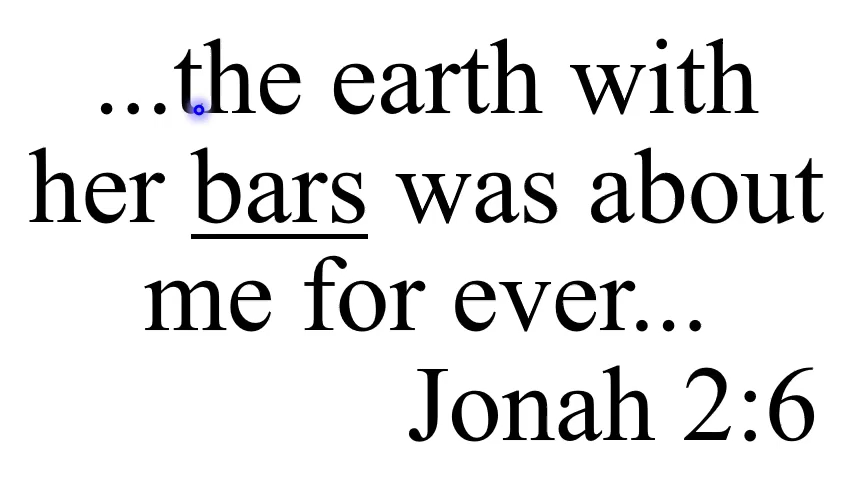 ...the earth with
her bars was about
me for ever...
Jonah 2:6